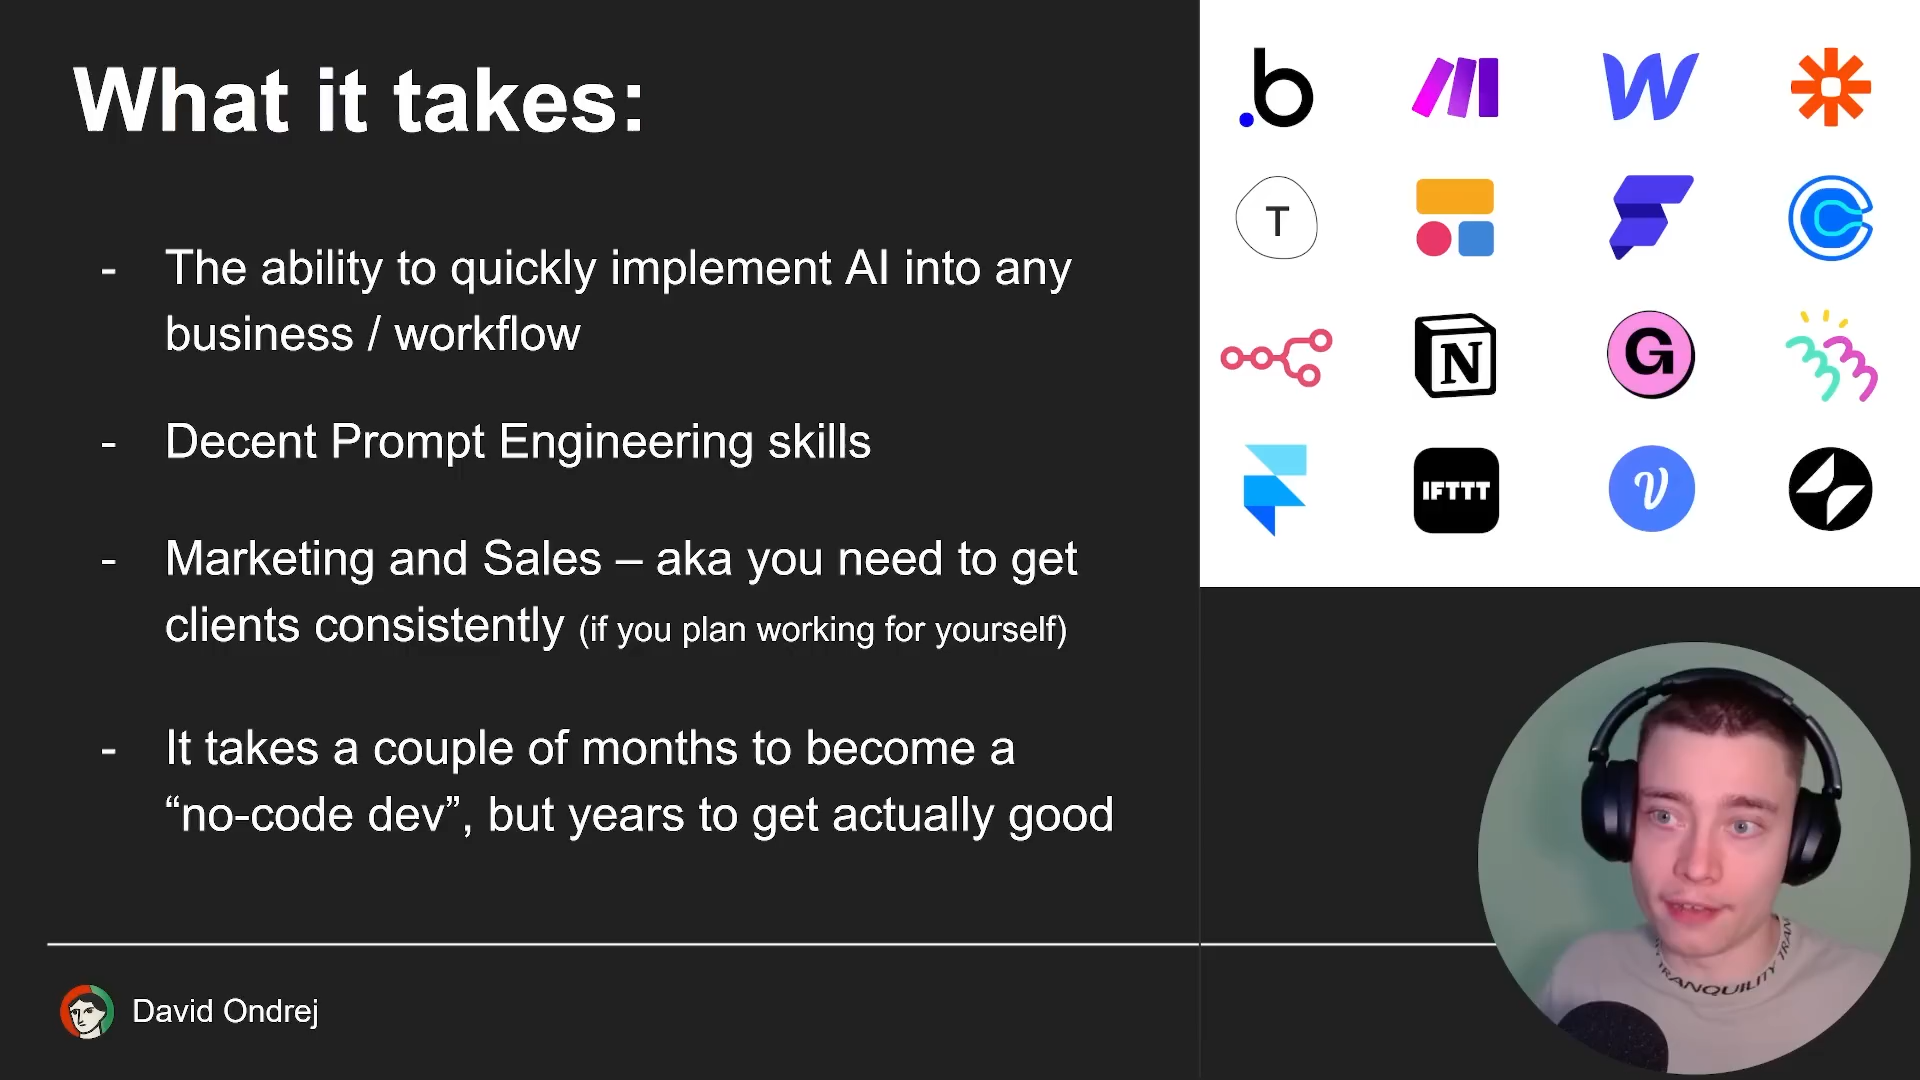 What it takes:
- The ability to quickly implement AI into any
business / workflow
- Decent Prompt Engineering skills
- Marketing and Sales – aka you need to get
clients consistently (if you plan working for yourself)
- It takes a couple of months to become a
“no-code dev”, but years to get actually good
David Ondrej
b
W
T
N
G
IFTTT
V
TRANQUILITY TRAN